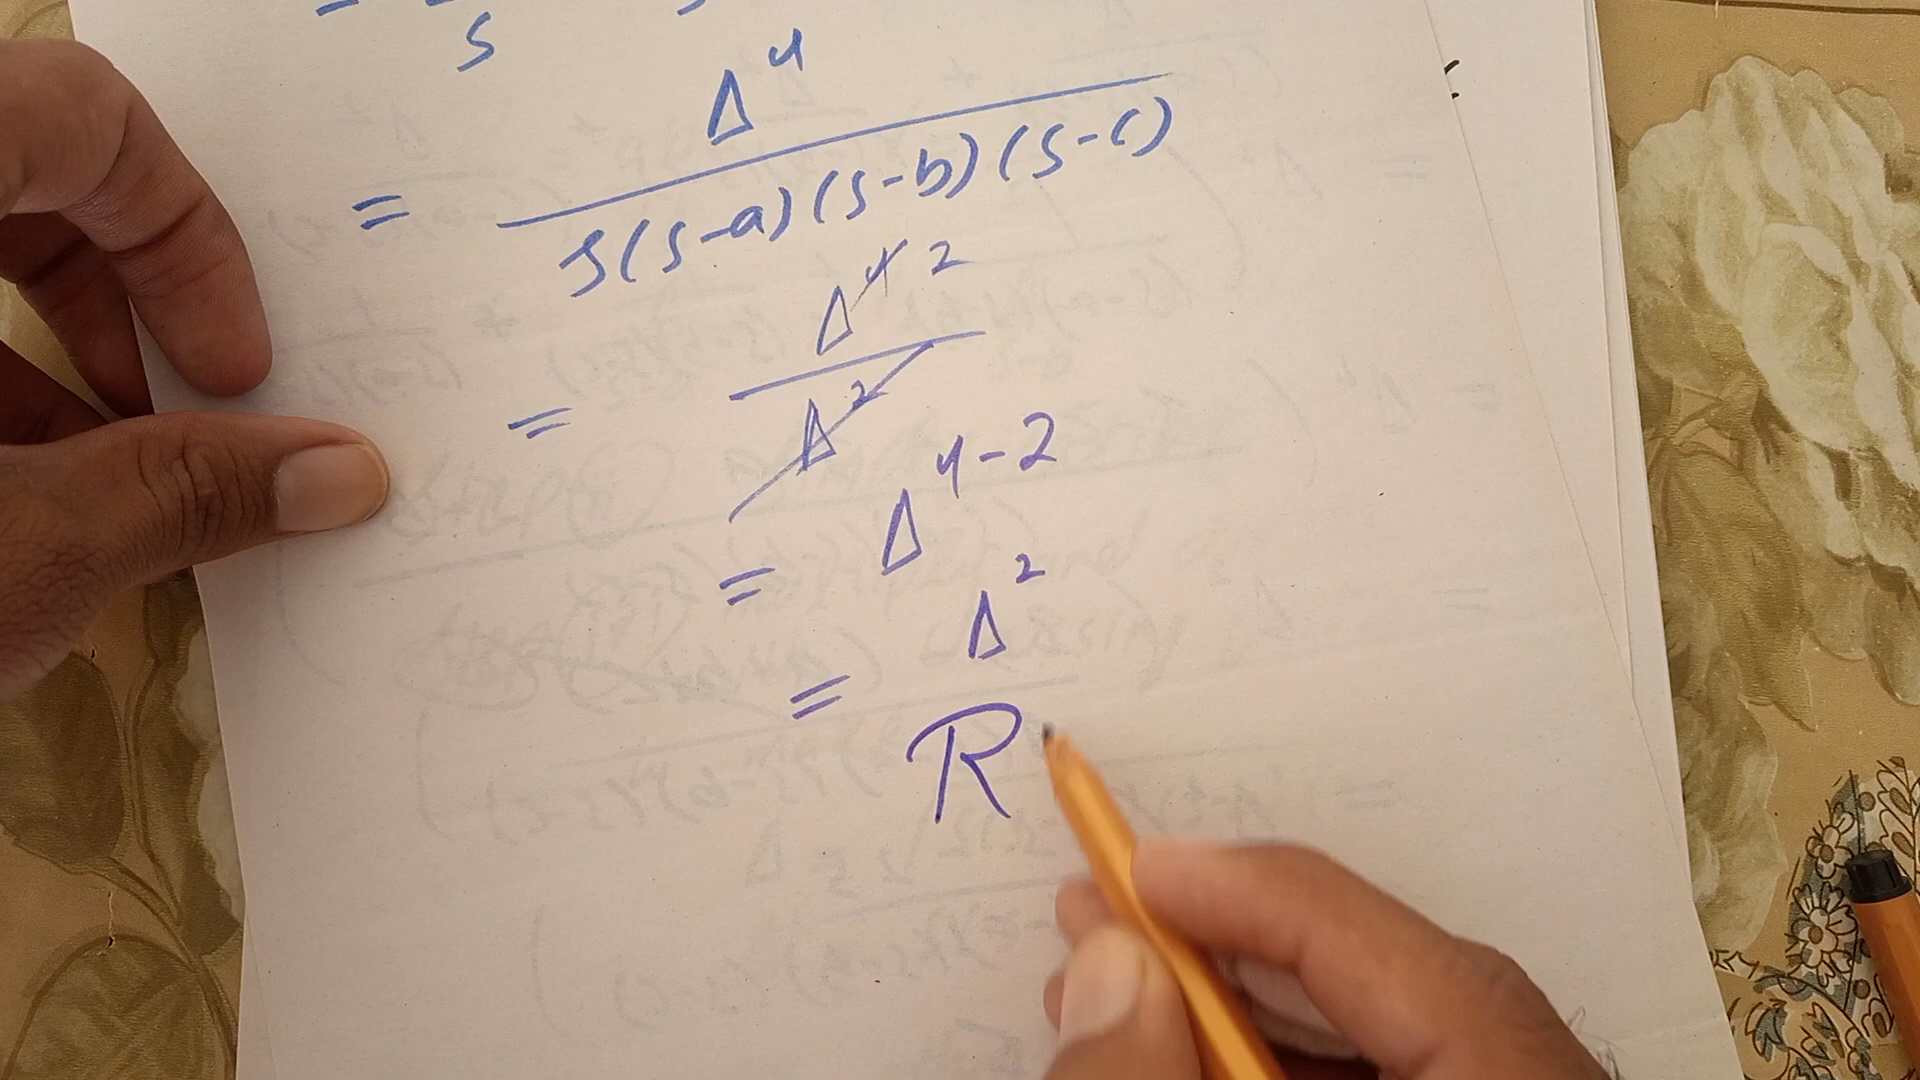 s
= Δ⁴ / s(s-a)(s-b)(s-c)
= Δ⁴ 2 / Δ²
= Δ⁴⁻²
= Δ²
R